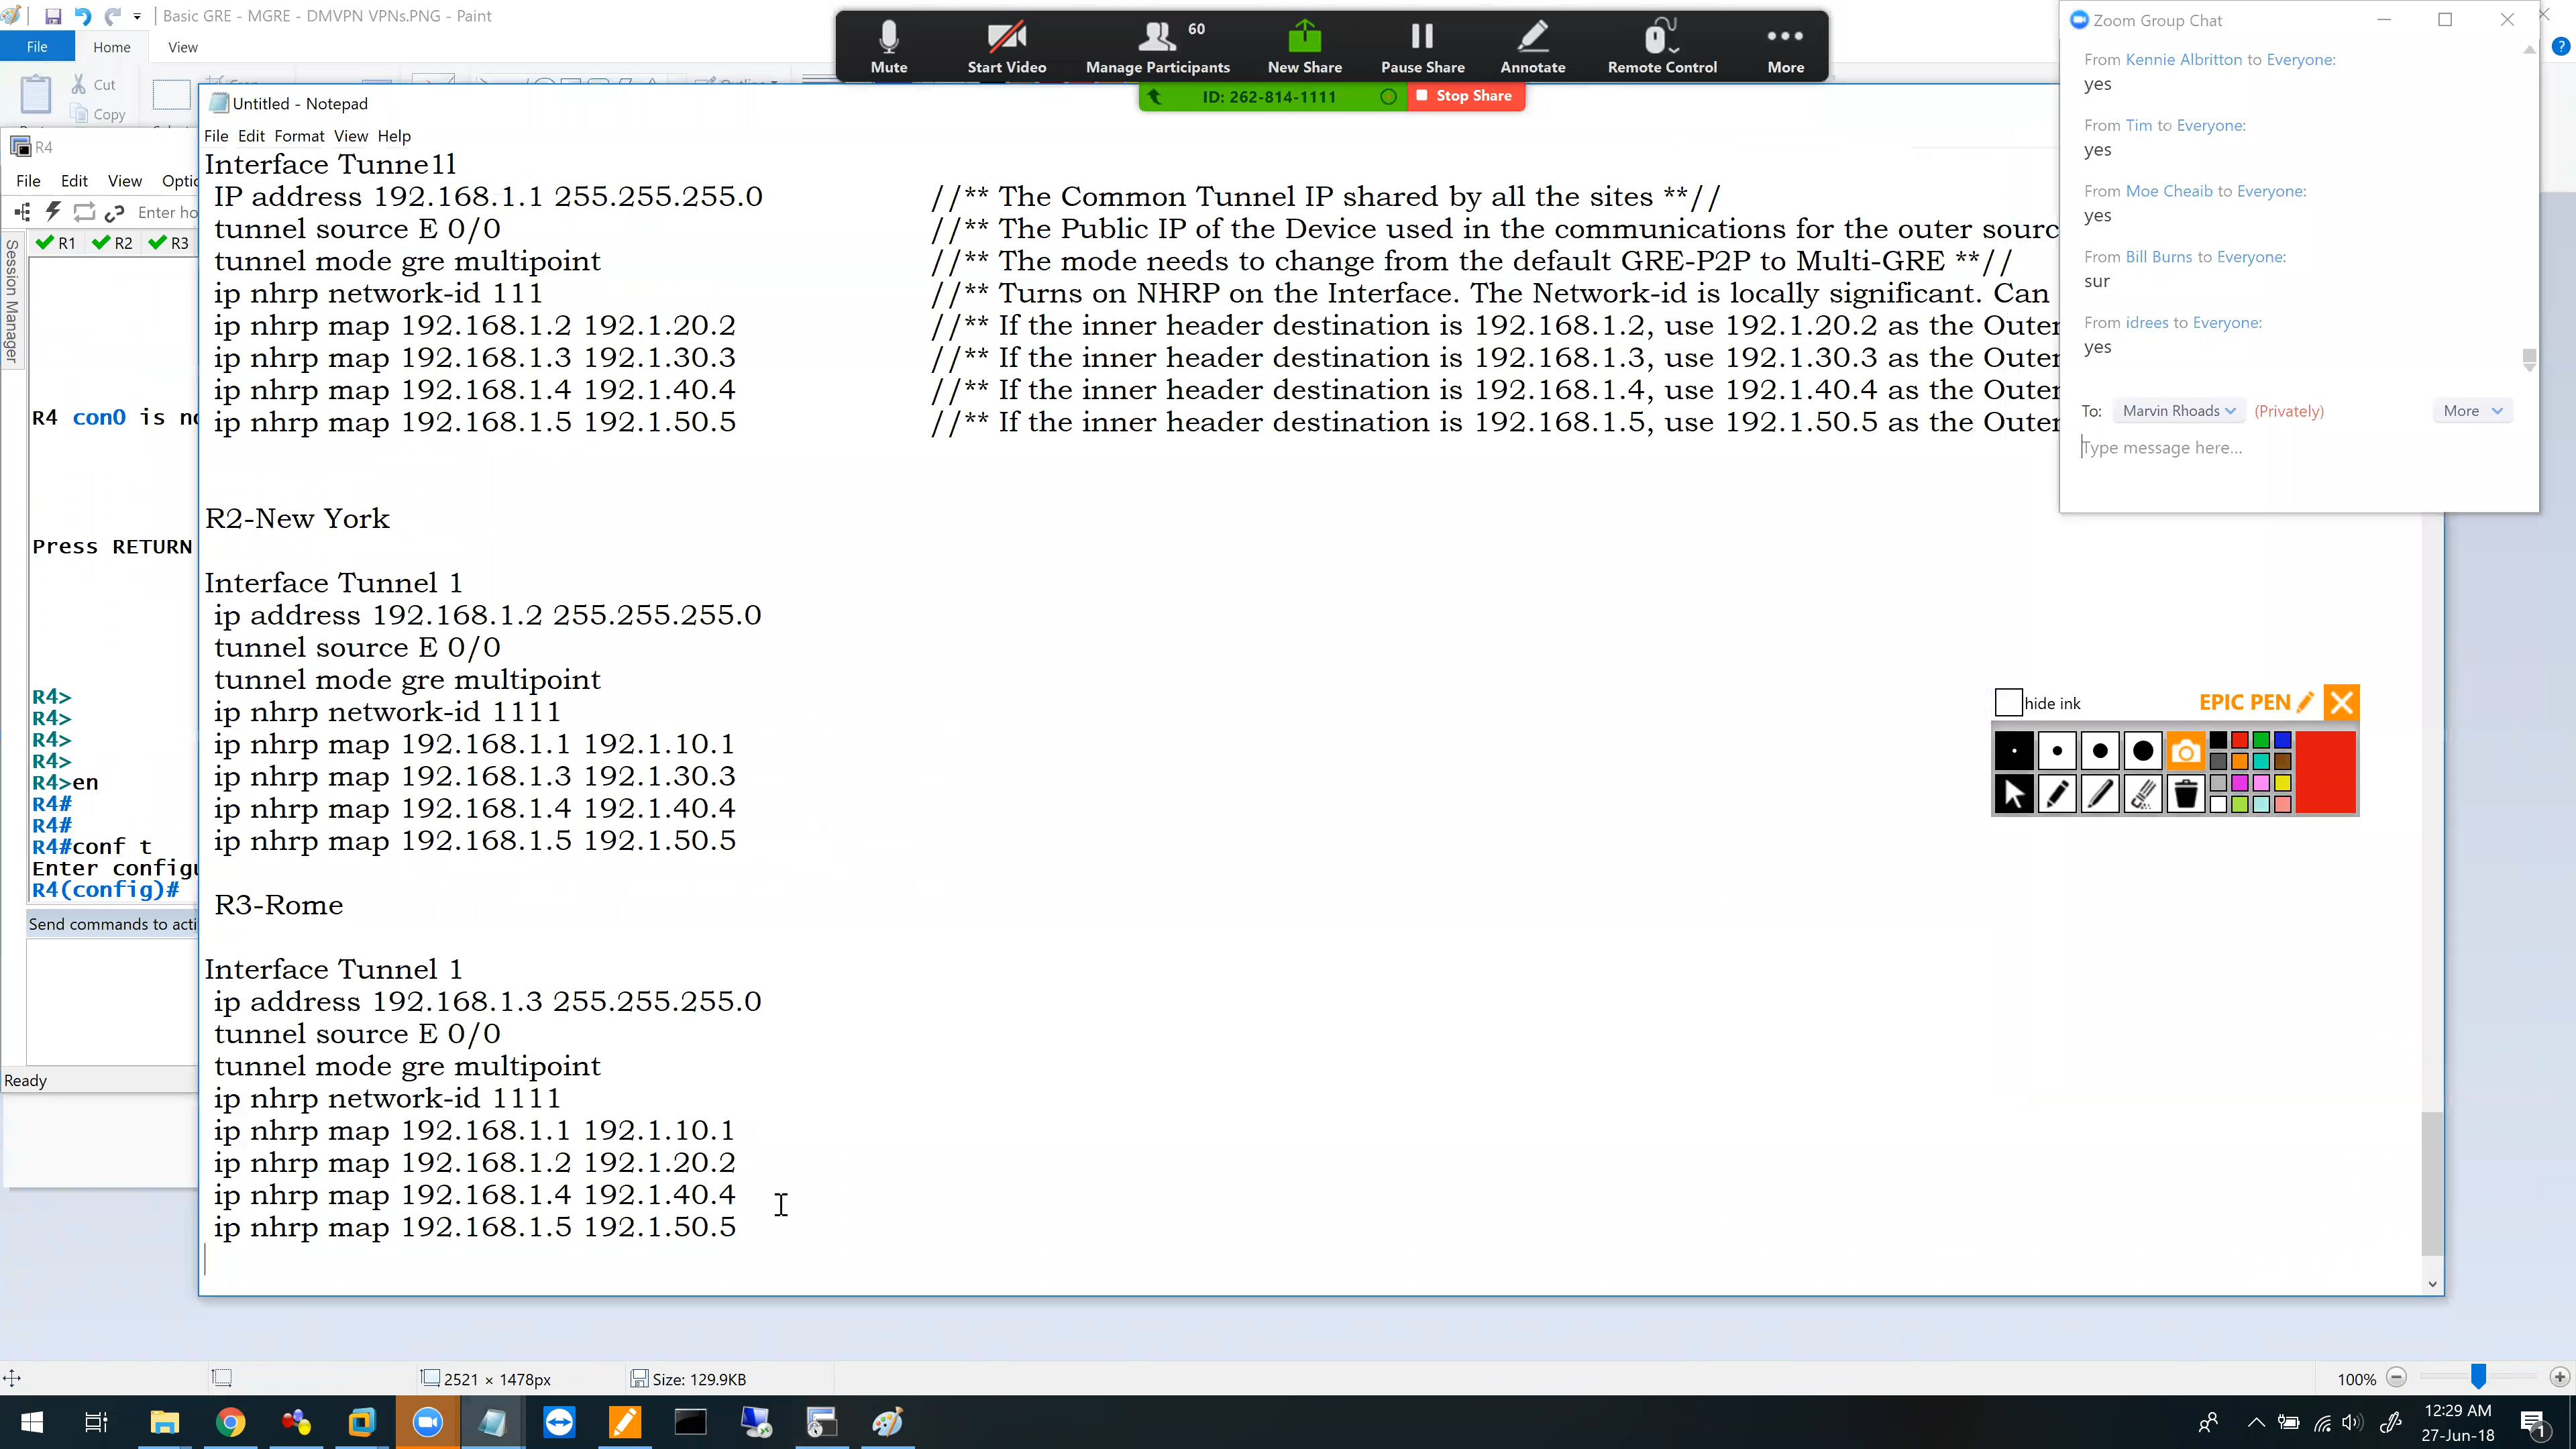 Basic GRE - MGRE - DMVPN VPNs.PNG - Paint
File Home View
Cut
Copy
Mute
Start Video
60
Manage Participants
New Share
Pause Share
Annotate
Remote Control
More
ID: 262-814-1111
Stop Share
Zoom Group Chat
From Kennie Albritton to Everyone:
yes
From Tim to Everyone:
yes
From Moe Cheaib to Everyone:
yes
From Bill Burns to Everyone:
sur
From idrees to Everyone:
yes
To: Marvin Rhoads (Privately) More
Type message here...
R4
File Edit View Optio
Enter ho
Session Manager
R1 R2 R3
R4 con0 is no
Press RETURN
R4>
R4>
R4>
R4>
R4>en
R4#
R4#
R4#conf t
Enter configu
R4(config)#
Send commands to acti
Ready
Untitled - Notepad
File Edit Format View Help
Interface Tunne1l
IP address 192.168.1.1 255.255.255.0 //** The Common Tunnel IP shared by all the sites **//
tunnel source E 0/0 //** The Public IP of the Device used in the communications for the outer sourc
tunnel mode gre multipoint //** The mode needs to change from the default GRE-P2P to Multi-GRE **//
ip nhrp network-id 111 //** Turns on NHRP on the Interface. The Network-id is locally significant. Can
ip nhrp map 192.168.1.2 192.1.20.2 //** If the inner header destination is 192.168.1.2, use 192.1.20.2 as the Outer
ip nhrp map 192.168.1.3 192.1.30.3 //** If the inner header destination is 192.168.1.3, use 192.1.30.3 as the Outer
ip nhrp map 192.168.1.4 192.1.40.4 //** If the inner header destination is 192.168.1.4, use 192.1.40.4 as the Outer
ip nhrp map 192.168.1.5 192.1.50.5 //** If the inner header destination is 192.168.1.5, use 192.1.50.5 as the Outer
R2-New York
Interface Tunnel 1
ip address 192.168.1.2 255.255.255.0
tunnel source E 0/0
tunnel mode gre multipoint
ip nhrp network-id 1111
ip nhrp map 192.168.1.1 192.1.10.1
ip nhrp map 192.168.1.3 192.1.30.3
ip nhrp map 192.168.1.4 192.1.40.4
ip nhrp map 192.168.1.5 192.1.50.5
R3-Rome
Interface Tunnel 1
ip address 192.168.1.3 255.255.255.0
tunnel source E 0/0
tunnel mode gre multipoint
ip nhrp network-id 1111
ip nhrp map 192.168.1.1 192.1.10.1
ip nhrp map 192.168.1.2 192.1.20.2
ip nhrp map 192.168.1.4 192.1.40.4
ip nhrp map 192.168.1.5 192.1.50.5
hide ink
EPIC PEN
2521 × 1478px
Size: 129.9KB
100%
12:29 AM
27-Jun-18
1